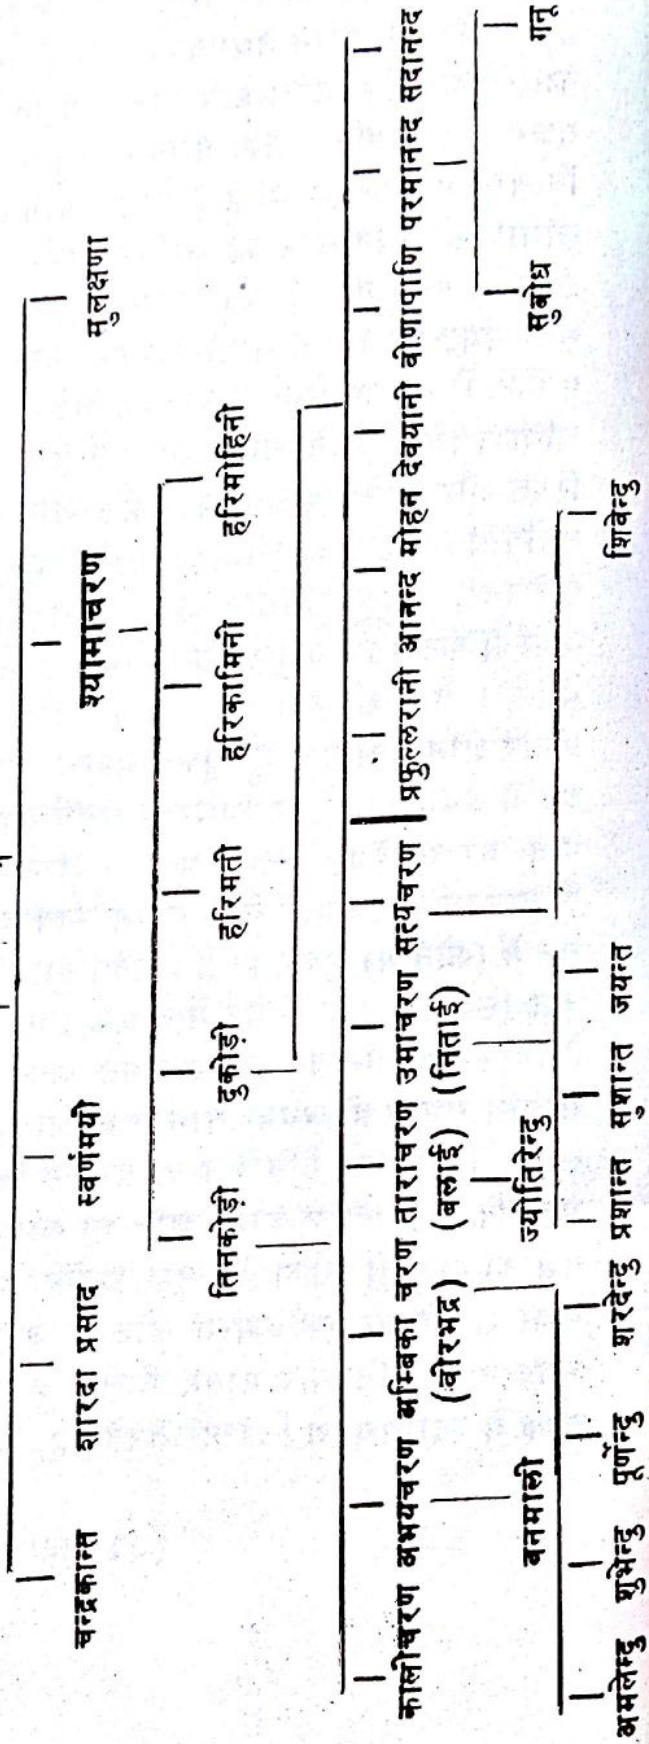 चन्द्रकान्त शारदा प्रसाद स्वर्णमयी श्यामाचरण सुलक्षणा
तिनकोड़ी दुकोड़ी हरिमती हरिकामिनी हरिमोहिनी
कालीचरण अभयचरण अम्बिका चरण ताराचरण उमाचरण सत्यचरण प्रफुल्लरानी आनन्द मोहन देवयानी वीणापाणि परमानन्द सदानन्द
(वीरभद्र) (बलाई) (निताई)
बनमाली ज्योतिरेन्दु सुबोध गनू
अमलेन्दु शुभेन्दु पूर्णेन्दु शरदेन्दु प्रशान्त सुशान्त जयन्त शिवेन्दु